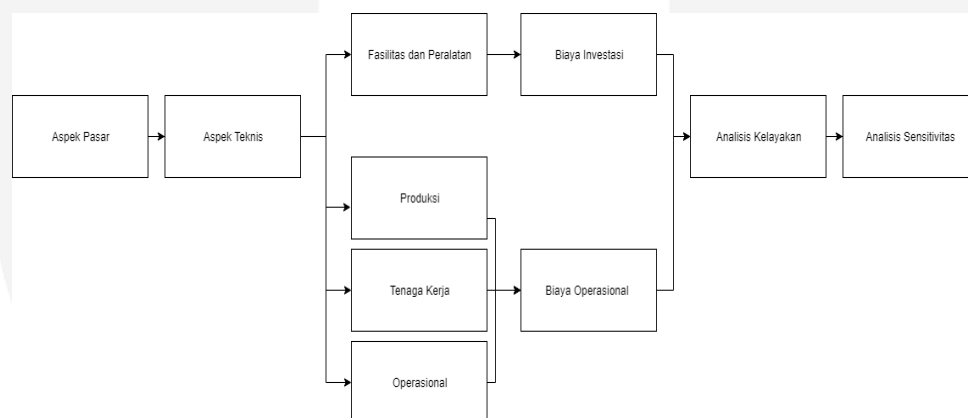 Fasilitas dan Peralatan
Biaya Investasi
Aspek Pasar
Aspek Teknis
Analisis Kelayakan
Analisis Sensitivitas
Produksi
Tenaga Kerja
Biaya Operasional
Operasional